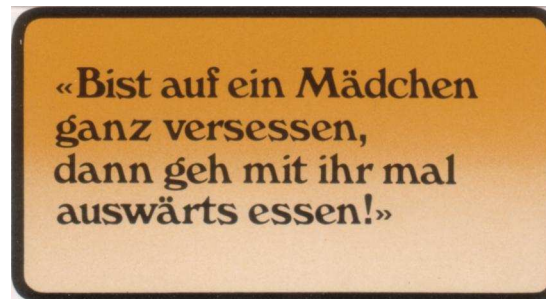 «Bist auf ein Mädchen
ganz versessen,
dann geh mit ihr mal
auswärts essen!»